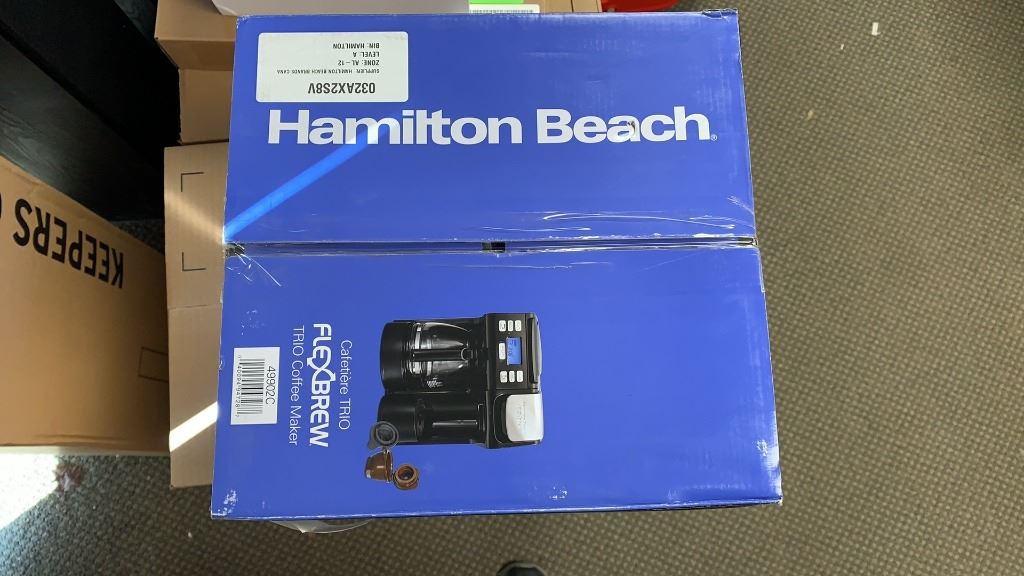 032AX2S8V
SUPPLIER: HAMILTON BEACH BRANDS CANA
ZONE: AL-12
LEVEL: A
BIN: HAMILTON
Hamilton Beach®
Cafetière TRIO
FLEXBREW
TRIO Coffee Maker
49902C
KEEPERS